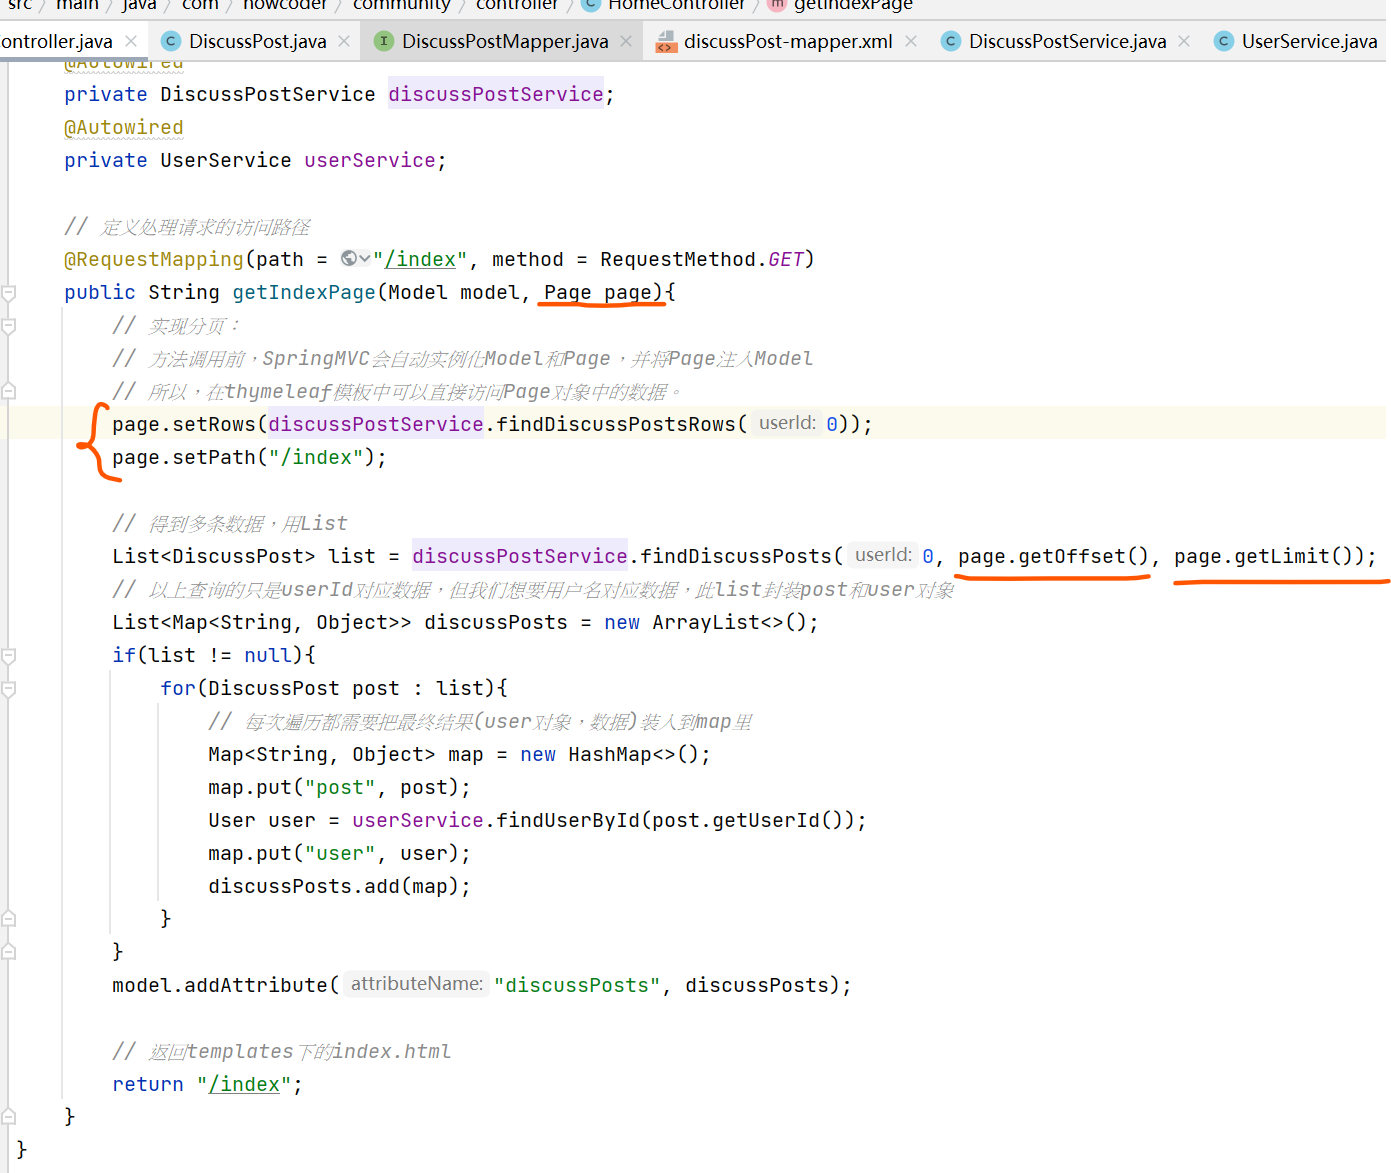 src > main > java > com > nowcoder > community > controller > HomeController > getIndexPage
ontroller.java DiscussPost.java DiscussPostMapper.java discussPost-mapper.xml DiscussPostService.java UserService.java
@Autowired
private DiscussPostService discussPostService;
@Autowired
private UserService userService;
// 定义处理请求的访问路径
@RequestMapping(path = "/index", method = RequestMethod.GET)
public String getIndexPage(Model model, Page page){
// 实现分页：
// 方法调用前，SpringMVC会自动实例化Model和Page，并将Page注入Model
// 所以，在thymeleaf模板中可以直接访问Page对象中的数据。
page.setRows(discussPostService.findDiscussPostsRows( userId: 0));
page.setPath("/index");
// 得到多条数据，用List
List<DiscussPost> list = discussPostService.findDiscussPosts( userId: 0, page.getOffset(), page.getLimit());
// 以上查询的只是userId对应数据，但我们想要用户名对应数据，此list封装post和user对象
List<Map<String, Object>> discussPosts = new ArrayList<>();
if(list != null){
for(DiscussPost post : list){
// 每次遍历都需要把最终结果(user对象，数据)装入到map里
Map<String, Object> map = new HashMap<>();
map.put("post", post);
User user = userService.findUserById(post.getUserId());
map.put("user", user);
discussPosts.add(map);
}
}
model.addAttribute( attributeName: "discussPosts", discussPosts);
// 返回templates下的index.html
return "/index";
}
}